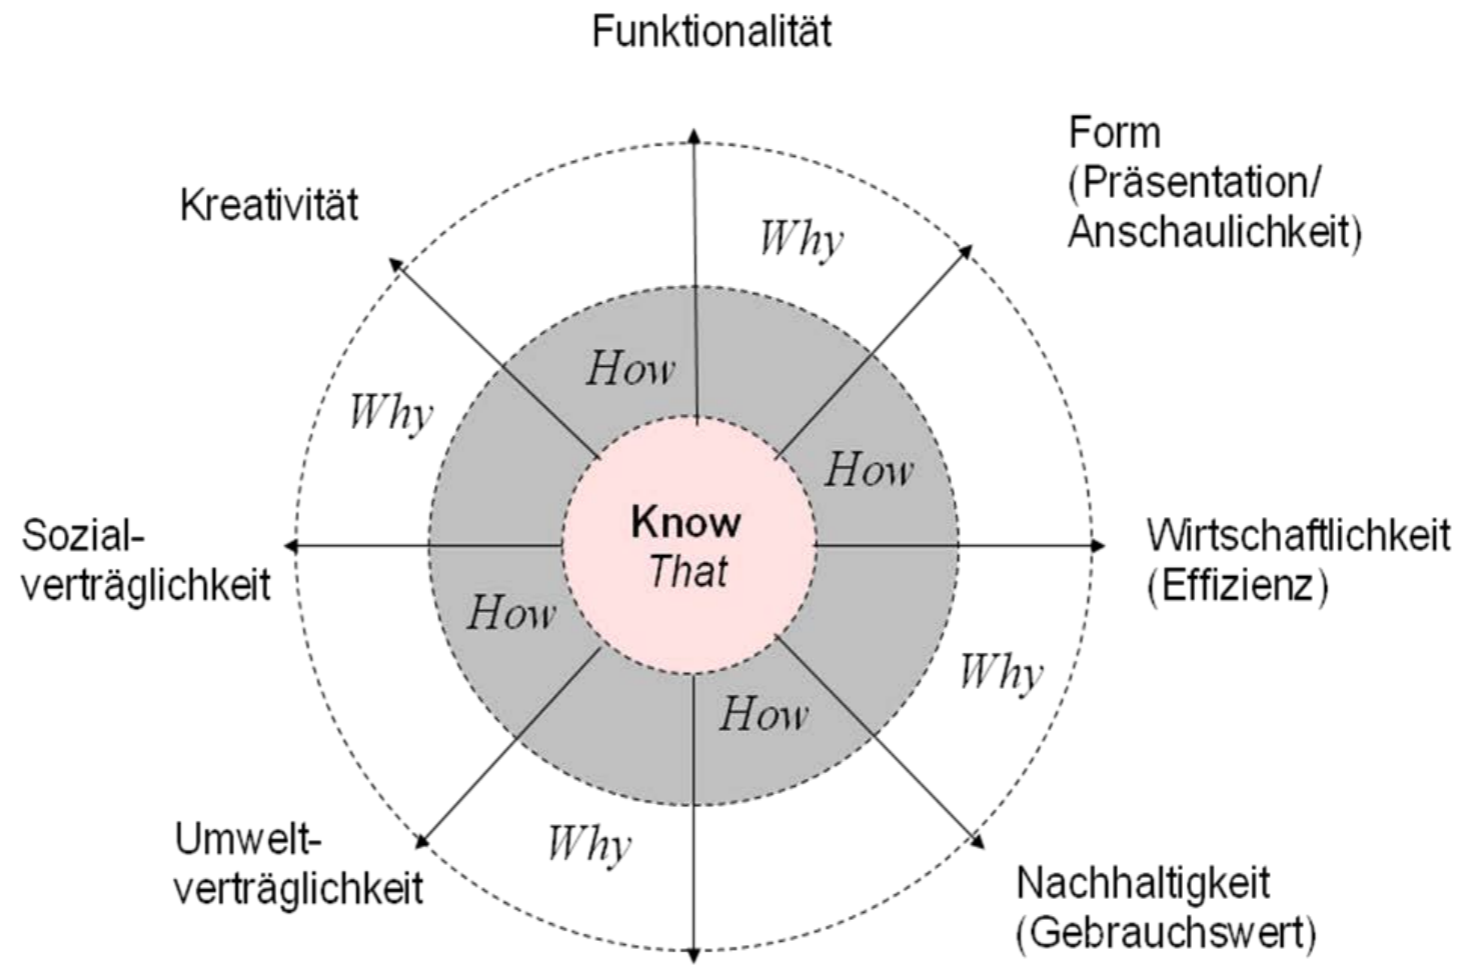 Funktionalität
Form
(Präsentation/
Anschaulichkeit)
Kreativität
Why
How
Why
How
Know
That
Sozial-
verträglichkeit
Wirtschaftlichkeit
(Effizienz)
How
Why
How
Why
Umwelt-
verträglichkeit
Nachhaltigkeit
(Gebrauchswert)